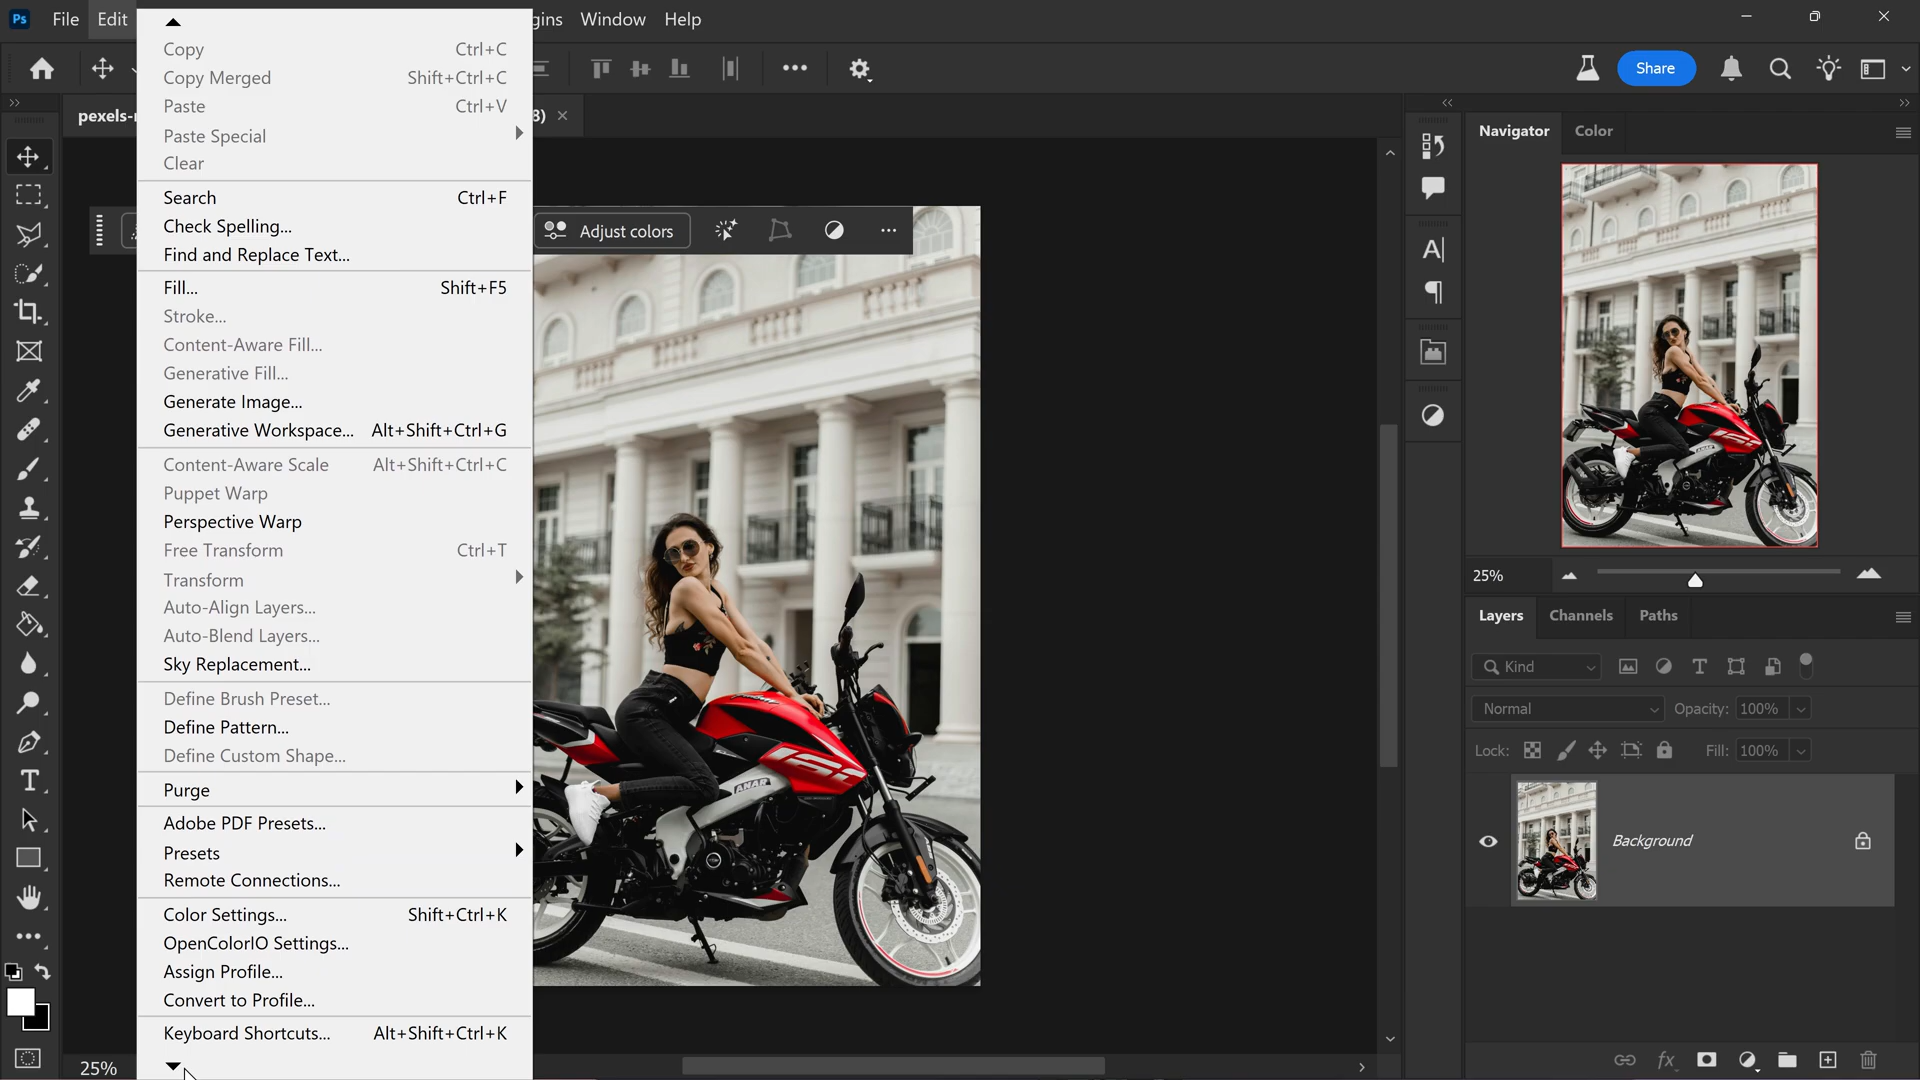 Ps File Edit gins Window Help
Share
pexels-r 8)
Copy Ctrl+C
Copy Merged Shift+Ctrl+C
Paste Ctrl+V
Paste Special
Clear
Search Ctrl+F
Check Spelling...
Find and Replace Text...
Fill... Shift+F5
Stroke...
Content-Aware Fill...
Generative Fill...
Generate Image...
Generative Workspace... Alt+Shift+Ctrl+G
Content-Aware Scale Alt+Shift+Ctrl+C
Puppet Warp
Perspective Warp
Free Transform Ctrl+T
Transform
Auto-Align Layers...
Auto-Blend Layers...
Sky Replacement...
Define Brush Preset...
Define Pattern...
Define Custom Shape...
Purge
Adobe PDF Presets...
Presets
Remote Connections...
Color Settings... Shift+Ctrl+K
OpenColorIO Settings...
Assign Profile...
Convert to Profile...
Keyboard Shortcuts... Alt+Shift+Ctrl+K
25%
Adjust colors
Navigator Color
25%
Layers Channels Paths
Kind
Normal Opacity: 100%
Lock: Fill: 100%
Background